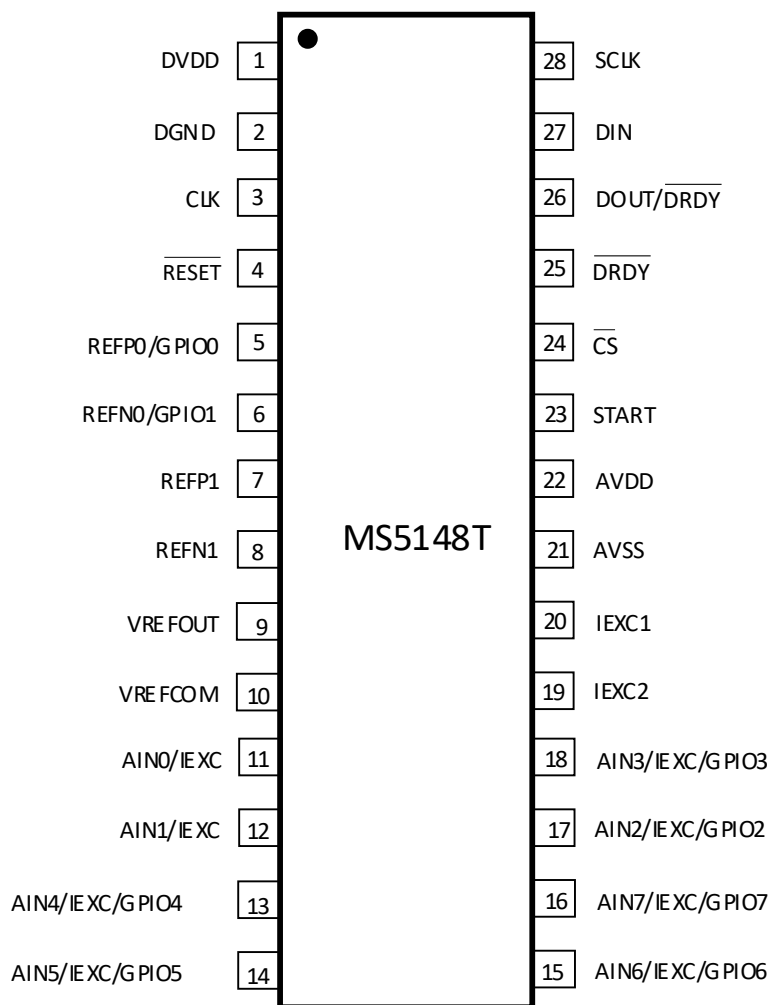 DVDD 1 28 SCLK
DGND 2 27 DIN
CLK 3 26 DOUT/DRDY
RESET 4 25 DRDY
REFP0/GPIO0 5 24 CS
REFN0/GPIO1 6 23 START
REFP1 7 22 AVDD
MS5148T
REFN1 8 21 AVSS
VREFOUT 9 20 IEXC1
VREFCOM 10 19 IEXC2
AIN0/IEXC 11 18 AIN3/IEXC/GPIO3
AIN1/IEXC 12 17 AIN2/IEXC/GPIO2
AIN4/IEXC/GPIO4 13 16 AIN7/IEXC/GPIO7
AIN5/IEXC/GPIO5 14 15 AIN6/IEXC/GPIO6